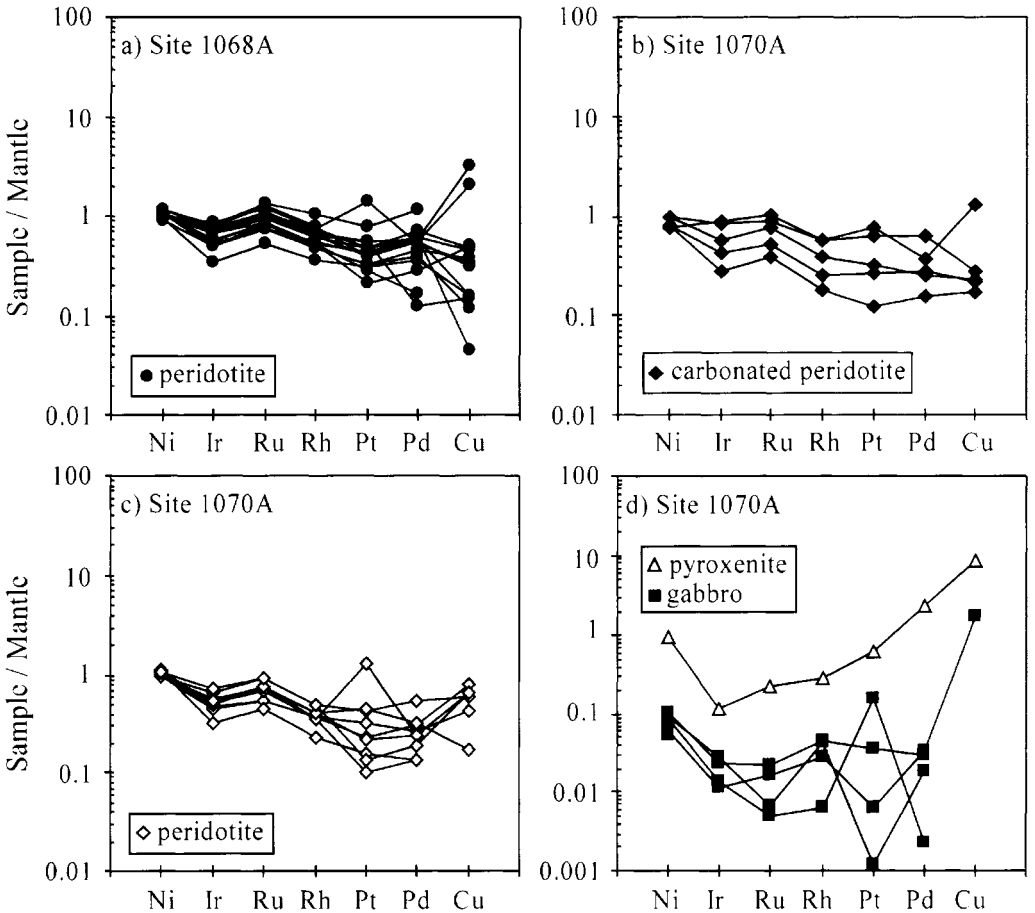 a) Site 1068A
100
10
1
0.1
0.01
Sample / Mantle
peridotite
Ni Ir Ru Rh Pt Pd Cu
b) Site 1070A
100
10
1
0.1
0.01
carbonated peridotite
Ni Ir Ru Rh Pt Pd Cu
c) Site 1070A
100
10
1
0.1
0.01
Sample / Mantle
peridotite
Ni Ir Ru Rh Pt Pd Cu
d) Site 1070A
100
10
1
0.1
0.01
0.001
pyroxenite
gabbro
Ni Ir Ru Rh Pt Pd Cu